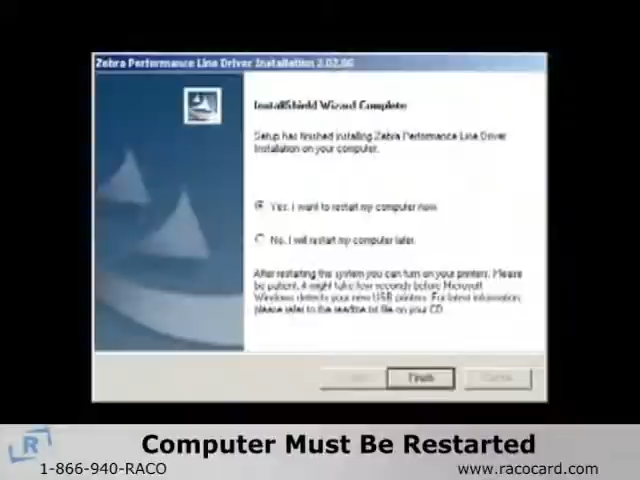 Zebra Performance Line Driver Installation 2.02.06
InstallShield Wizard Complete
Setup has finished installing Zebra Performance Line Driver
Installation on your computer.
Yes, I want to restart my computer now.
No, I will restart my computer later.
After restarting the system you can turn on your printers. Please
be patient, it might take few seconds before Microsoft
Windows detects your new USB printers. For latest information,
please refer to the readme.txt file on your CD.
Finish
Cancel
R
Computer Must Be Restarted
1-866-940-RACO
www.racocard.com